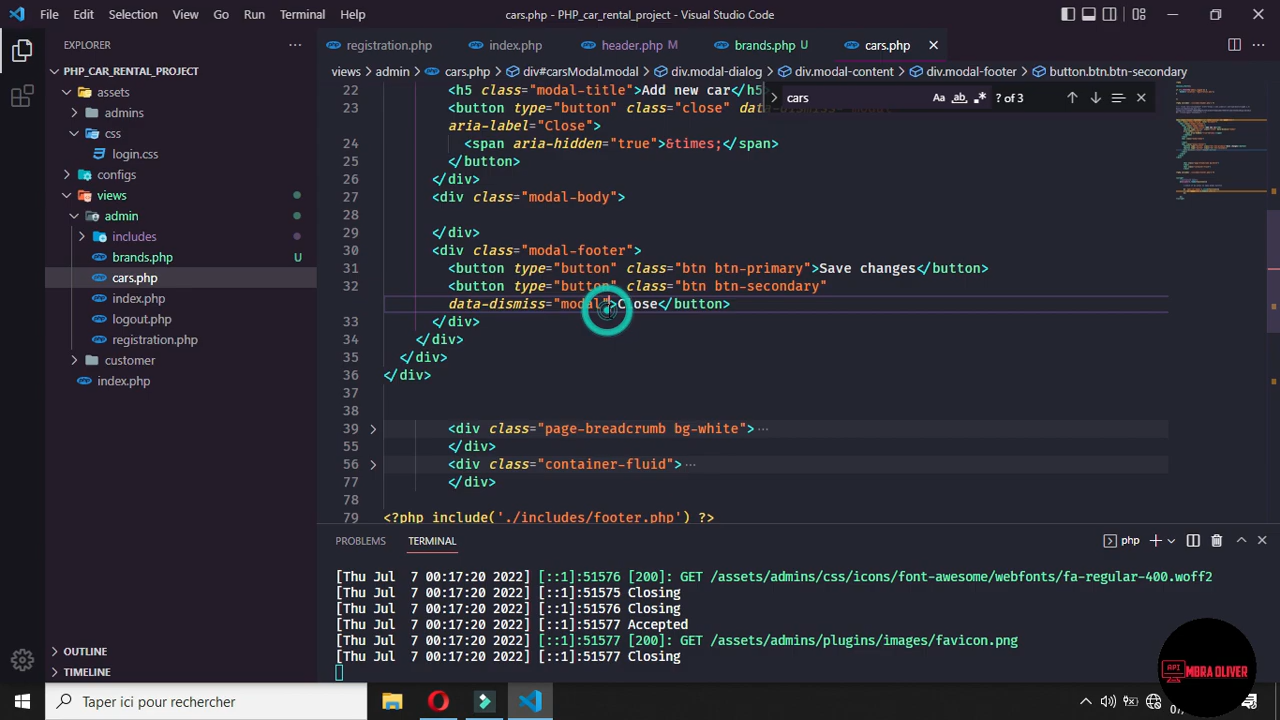 File Edit Selection View Go Run Terminal Help
cars.php - PHP_car_rental_project - Visual Studio Code
EXPLORER
registration.php
index.php
header.php M
brands.php U
cars.php
PHP_CAR_RENTAL_PROJECT
assets
admins
css
login.css
configs
views
admin
includes
brands.php U
cars.php
index.php
logout.php
registration.php
customer
index.php
OUTLINE
TIMELINE
views > admin > cars.php > div#carsModal.modal > div.modal-dialog > div.modal-content > div.modal-footer > button.btn.btn-secondary
cars
Aa ab
? of 3
22 <h5 class="modal-title">Add new car</h5
23 <button type="button" class="close"
aria-label="Close">
24 <span aria-hidden="true">&times;</span>
25 </button>
26 </div>
27 <div class="modal-body">
28
29 </div>
30 <div class="modal-footer">
31 <button type="button" class="btn btn-primary">Save changes</button>
32 <button type="button" class="btn btn-secondary"
data-dismiss="modal">Close</button>
33 </div>
34 </div>
35 </div>
36 </div>
37
38
39 <div class="page-breadcrumb bg-white"> ...
55 </div>
56 <div class="container-fluid"> ...
77 </div>
78
79 <?php include('./includes/footer.php') ?>
PROBLEMS TERMINAL
php
[Thu Jul  7 00:17:20 2022] [::1]:51576 [200]: GET /assets/admins/css/icons/font-awesome/webfonts/fa-regular-400.woff2
[Thu Jul  7 00:17:20 2022] [::1]:51575 Closing
[Thu Jul  7 00:17:20 2022] [::1]:51576 Closing
[Thu Jul  7 00:17:20 2022] [::1]:51577 Accepted
[Thu Jul  7 00:17:20 2022] [::1]:51577 [200]: GET /assets/admins/plugins/images/favicon.png
[Thu Jul  7 00:17:20 2022] [::1]:51577 Closing
API
MBRA OLIVER
Taper ici pour rechercher